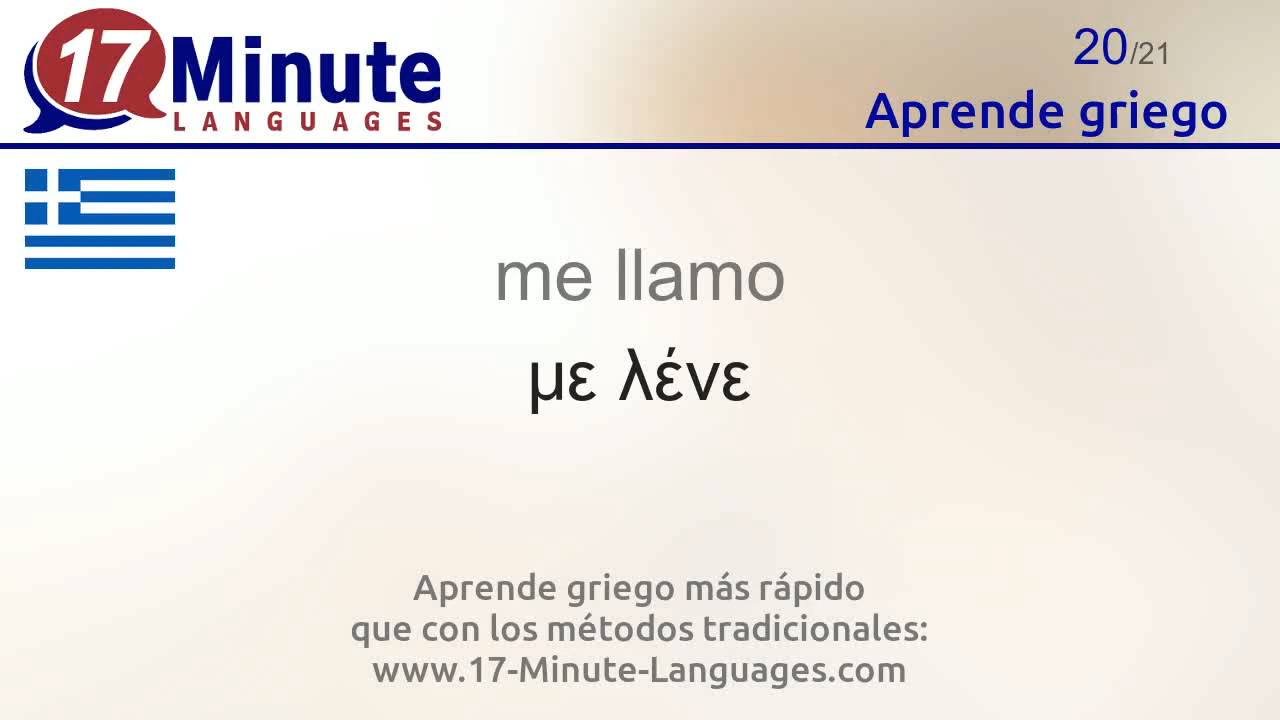 17 Minute
LANGUAGES
20/21
Aprende griego
me llamo
με λένε
Aprende griego más rápido
que con los métodos tradicionales:
www.17-Minute-Languages.com